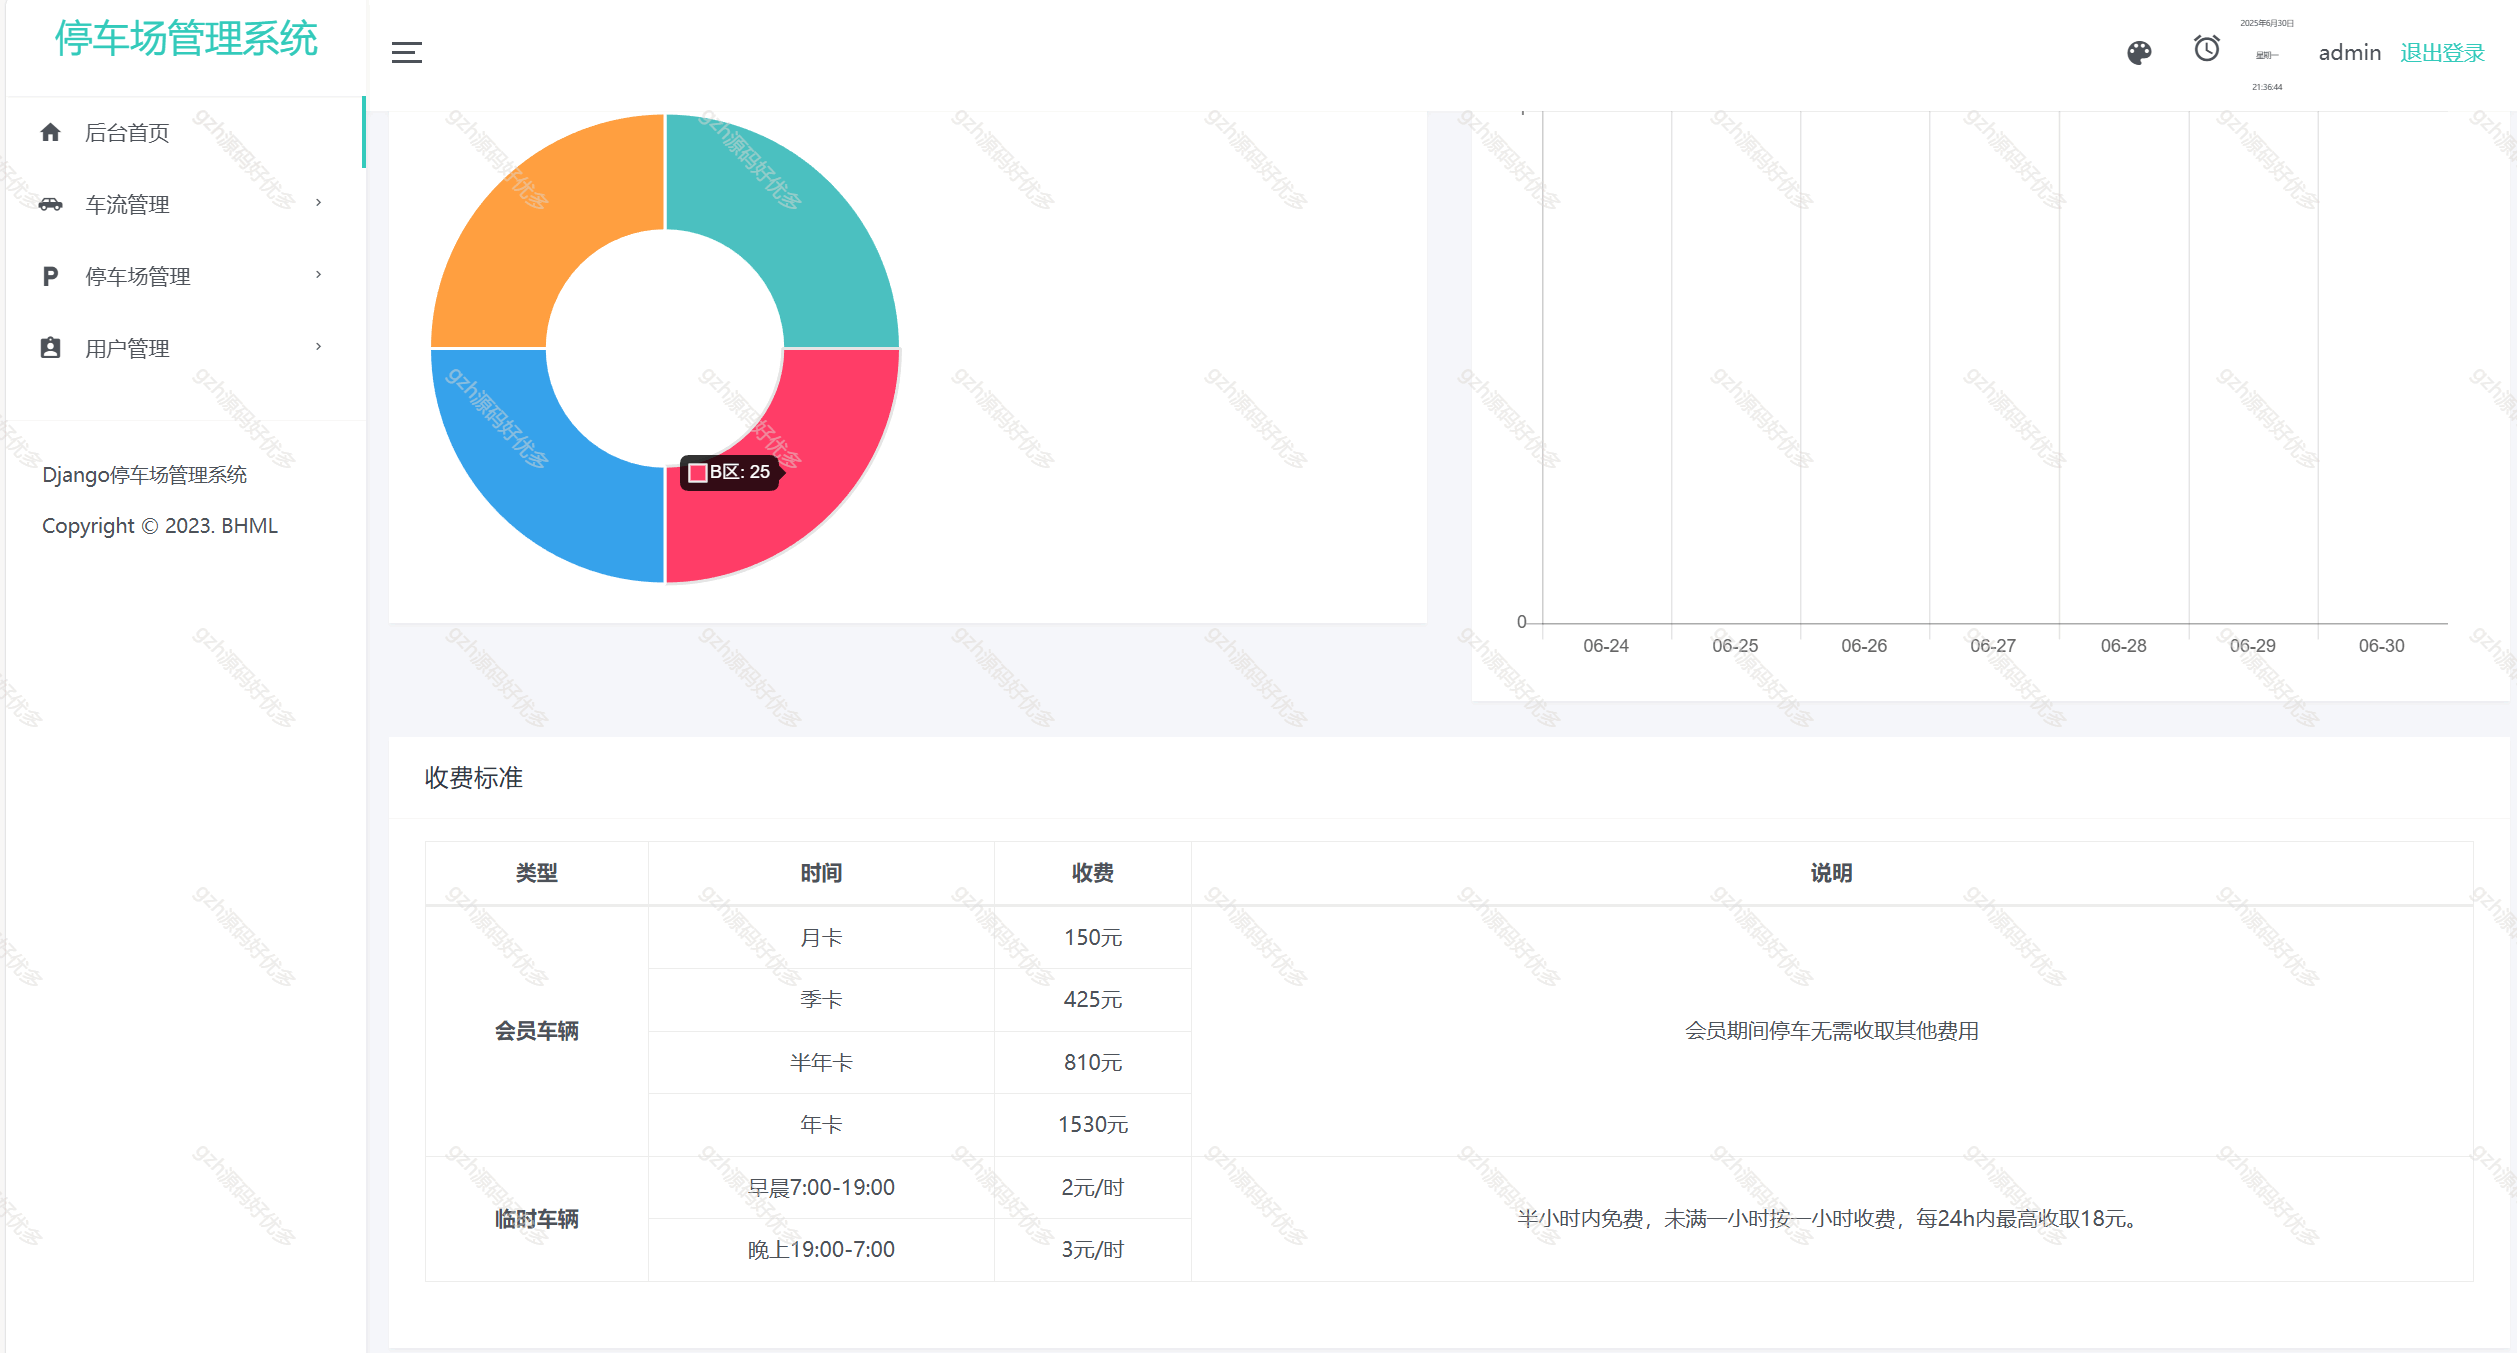 停车场管理系统
2025年6月30日
星期一
21:36:44
admin 退出登录
后台首页
车流管理
停车场管理
用户管理
Django停车场管理系统
Copyright © 2023. BHML
B区: 25
0
06-24 06-25 06-26 06-27 06-28 06-29 06-30
收费标准
类型 时间 收费 说明
会员车辆 月卡 150元 会员期间停车无需收取其他费用
季卡 425元
半年卡 810元
年卡 1530元
临时车辆 早晨7:00-19:00 2元/时 半小时内免费，未满一小时按一小时收费，每24h内最高收取18元。
晚上19:00-7:00 3元/时
gzh源码好优多